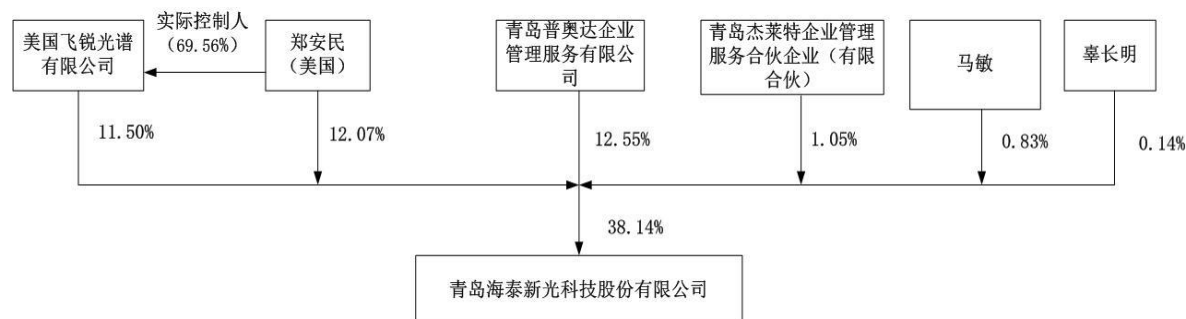 实际控制人
（69.56%）
美国飞锐光谱
有限公司
郑安民
（美国）
青岛普奥达企业
管理服务有限公
司
青岛杰莱特企业管理
服务合伙企业（有限
合伙）
马敏
辜长明
11.50%
12.07%
12.55%
1.05%
0.83%
0.14%
38.14%
青岛海泰新光科技股份有限公司